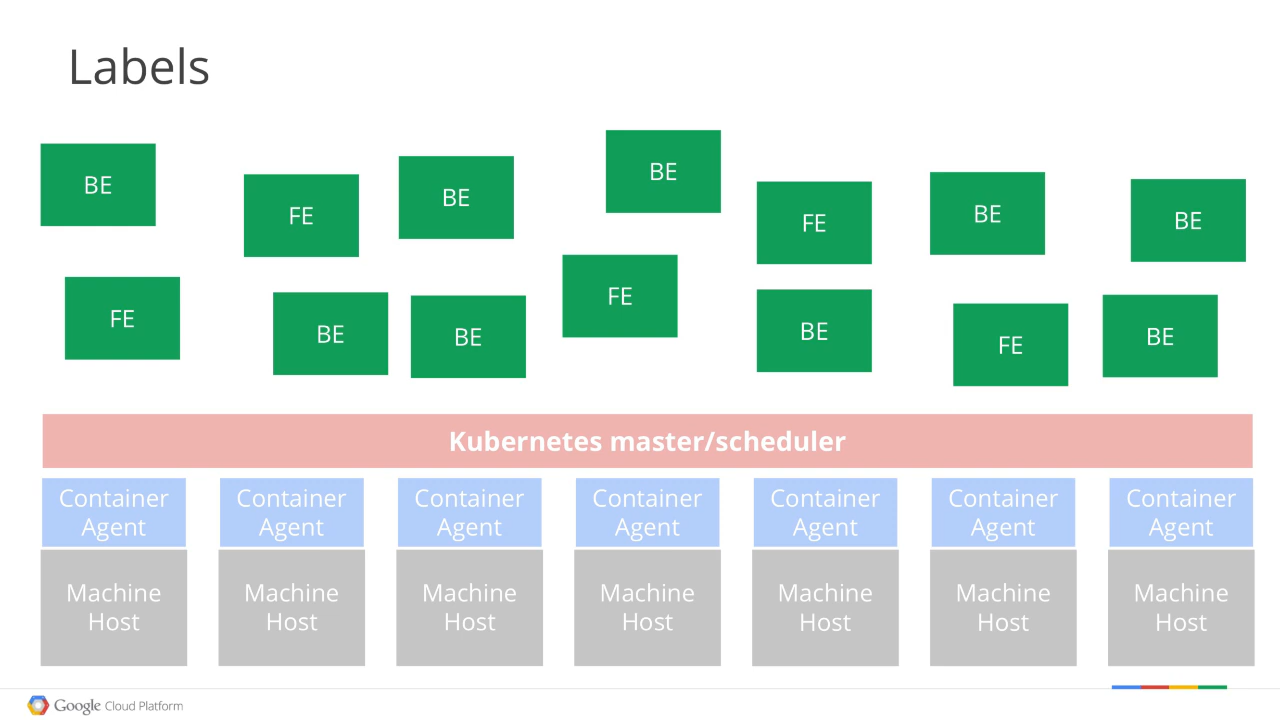 Labels
BE
FE
BE
BE
FE
BE
BE
FE
BE
BE
FE
BE
FE
BE
Kubernetes master/scheduler
Container
Agent
Container
Agent
Container
Agent
Container
Agent
Container
Agent
Container
Agent
Container
Agent
Machine
Host
Machine
Host
Machine
Host
Machine
Host
Machine
Host
Machine
Host
Machine
Host
Google Cloud Platform